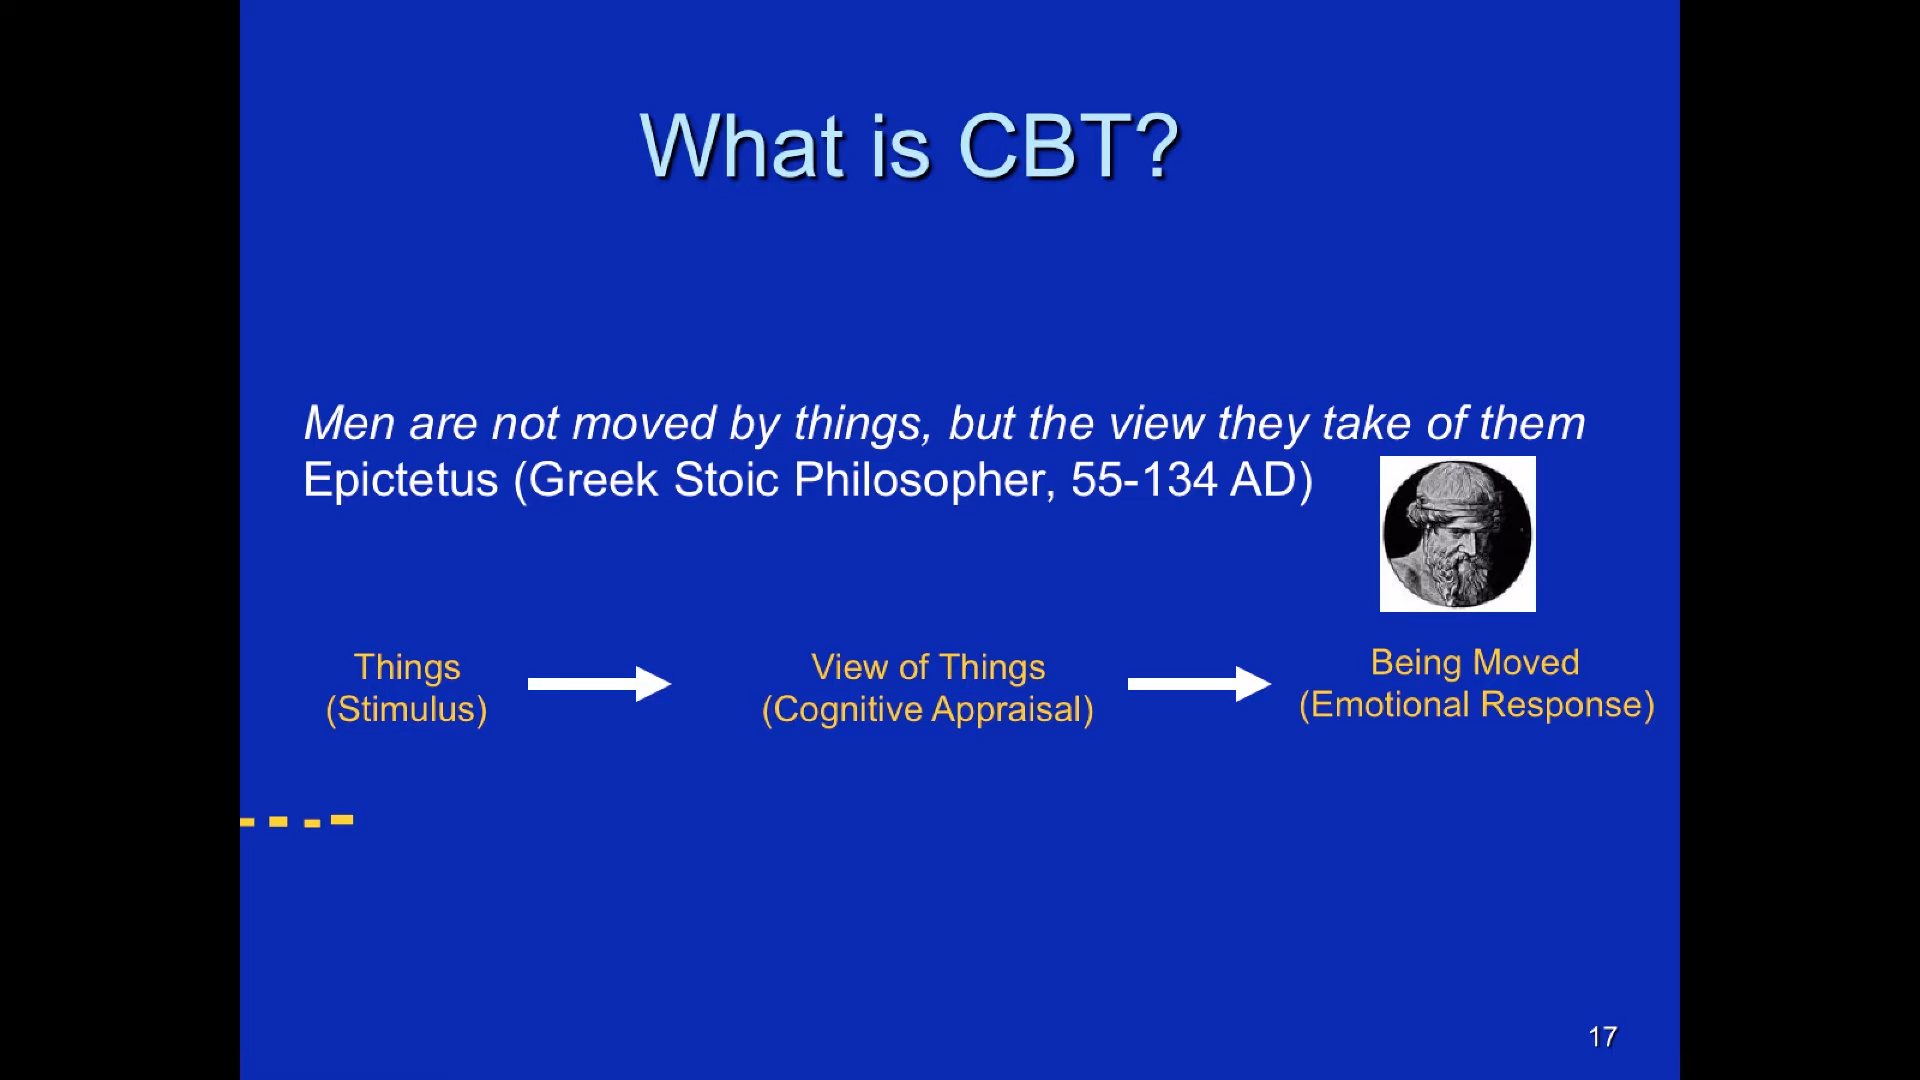 What is CBT?
Men are not moved by things, but the view they take of them
Epictetus (Greek Stoic Philosopher, 55-134 AD)
Things
(Stimulus)
View of Things
(Cognitive Appraisal)
Being Moved
(Emotional Response)
17